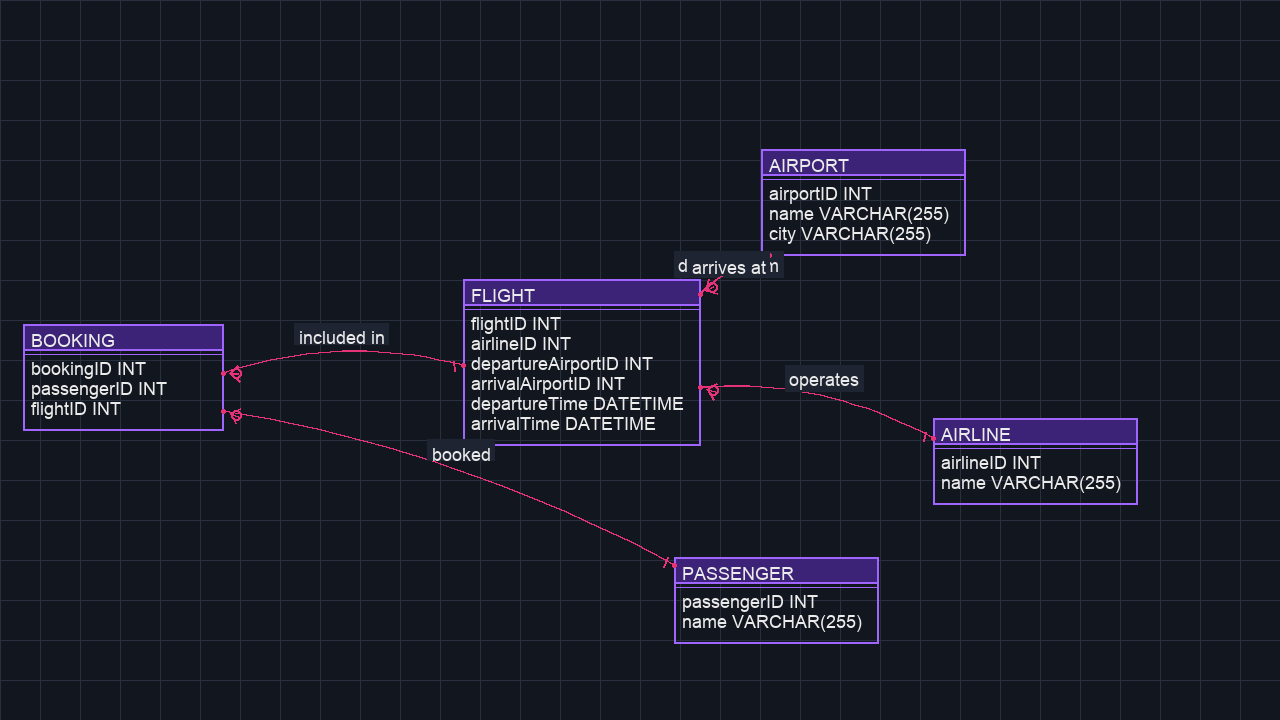 AIRPORT
airportID INT
name VARCHAR(255)
city VARCHAR(255)
arrives at
FLIGHT
flightID INT
airlineID INT
departureAirportID INT
arrivalAirportID INT
departureTime DATETIME
arrivalTime DATETIME
BOOKING
bookingID INT
passengerID INT
flightID INT
included in
operates
AIRLINE
airlineID INT
name VARCHAR(255)
booked
PASSENGER
passengerID INT
name VARCHAR(255)